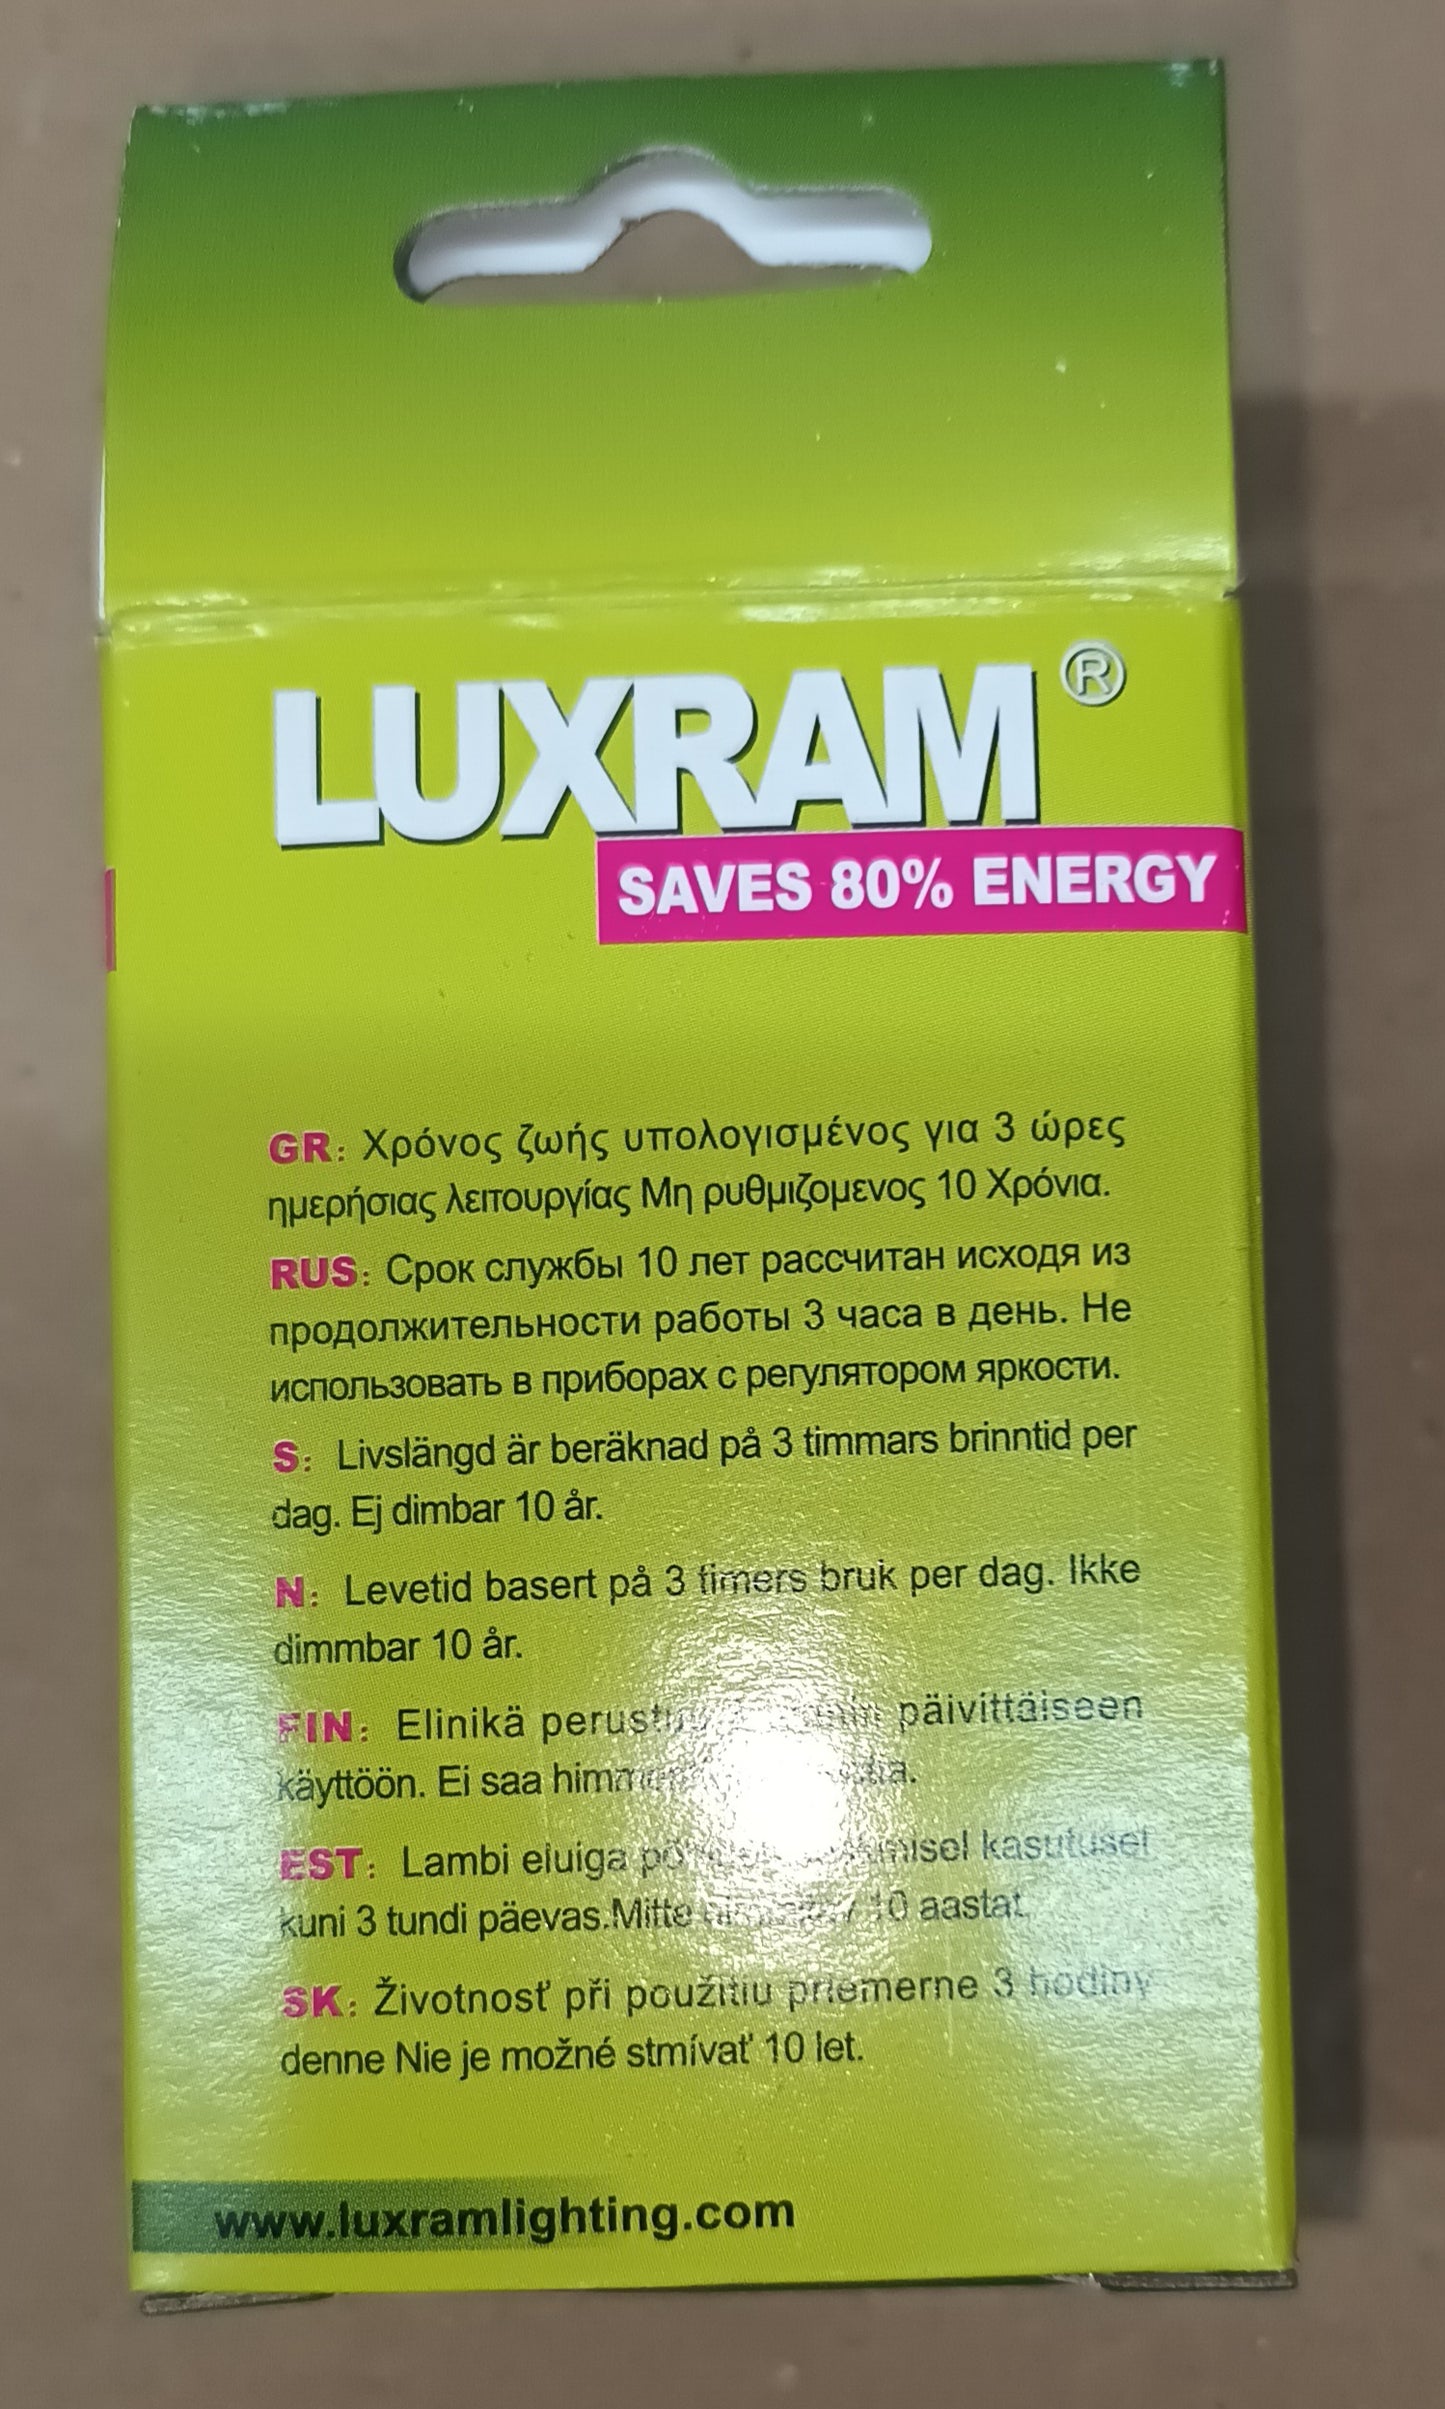 LUXRAM®
SAVES 80% ENERGY
GR: Χρόνος ζωής υπολογισμένος για 3 ώρες
ημερήσιας λειτουργίας Μη ρυθμιζομενος 10 Χρόνια.
RUS: Срок службы 10 лет рассчитан исходя из
продолжительности работы 3 часа в день. Не
использовать в приборах с регулятором яркости.
S: Livslängd är beräknad på 3 timmars brinntid per
dag. Ej dimbar 10 år.
N: Levetid basert på 3 timers bruk per dag. Ikke
dimmbar 10 år.
FIN: Elinikä päivittäiseen
käyttöön. Ei saa
EST: Lambi eluiga kasutusel
kuni 3 tundi päevas.Mitte 10 aastat.
SK: Životnosť při použitiu priemerne 3 hodiny
denne Nie je možné stmívať 10 let.
www.luxramlighting.com